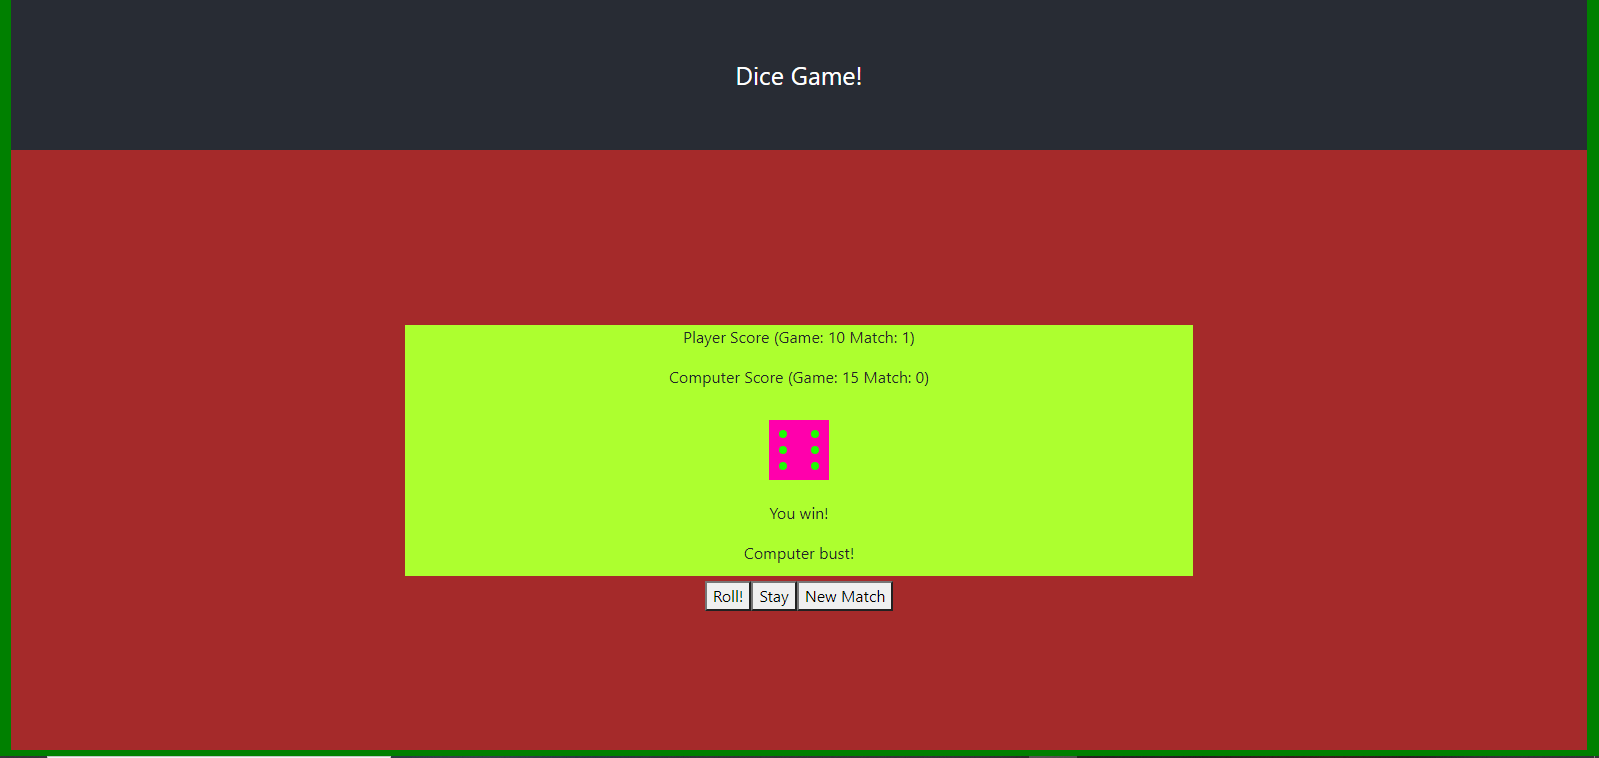 Dice Game!
Player Score (Game: 10 Match: 1)
Computer Score (Game: 15 Match: 0)
You win!
Computer bust!
Roll! Stay New Match